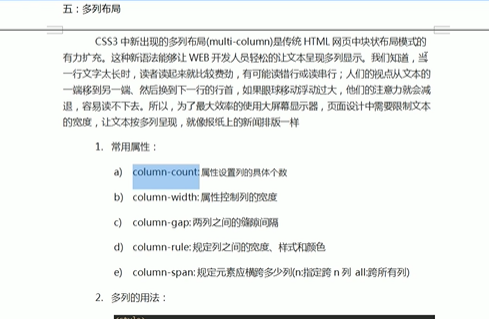 五：多列布局
CSS3 中新出现的多列布局(multi-column)是传统 HTML 网页中块状布局模式的
有力扩充。这种新语法能够让 WEB 开发人员轻松的让文本呈现多列显示。我们知道，当
一行文字太长时，读者读起来就比较费劲，有可能读错行或读串行；人们的视点从文本的
一端移到另一端、然后换到下一行的行首，如果眼球移动浮动过大，他们的注意力就会减
退，容易读不下去。所以，为了最大效率的使用大屏幕显示器，页面设计中需要限制文本
的宽度，让文本按多列呈现，就像报纸上的新闻排版一样
1. 常用属性：
a) column-count:属性设置列的具体个数
b) column-width:属性控制列的宽度
c) column-gap:两列之间的缝隙间隔
d) column-rule:规定列之间的宽度、样式和颜色
e) column-span:规定元素应横跨多少列(n:指定跨 n 列 all:跨所有列)
2. 多列的用法：